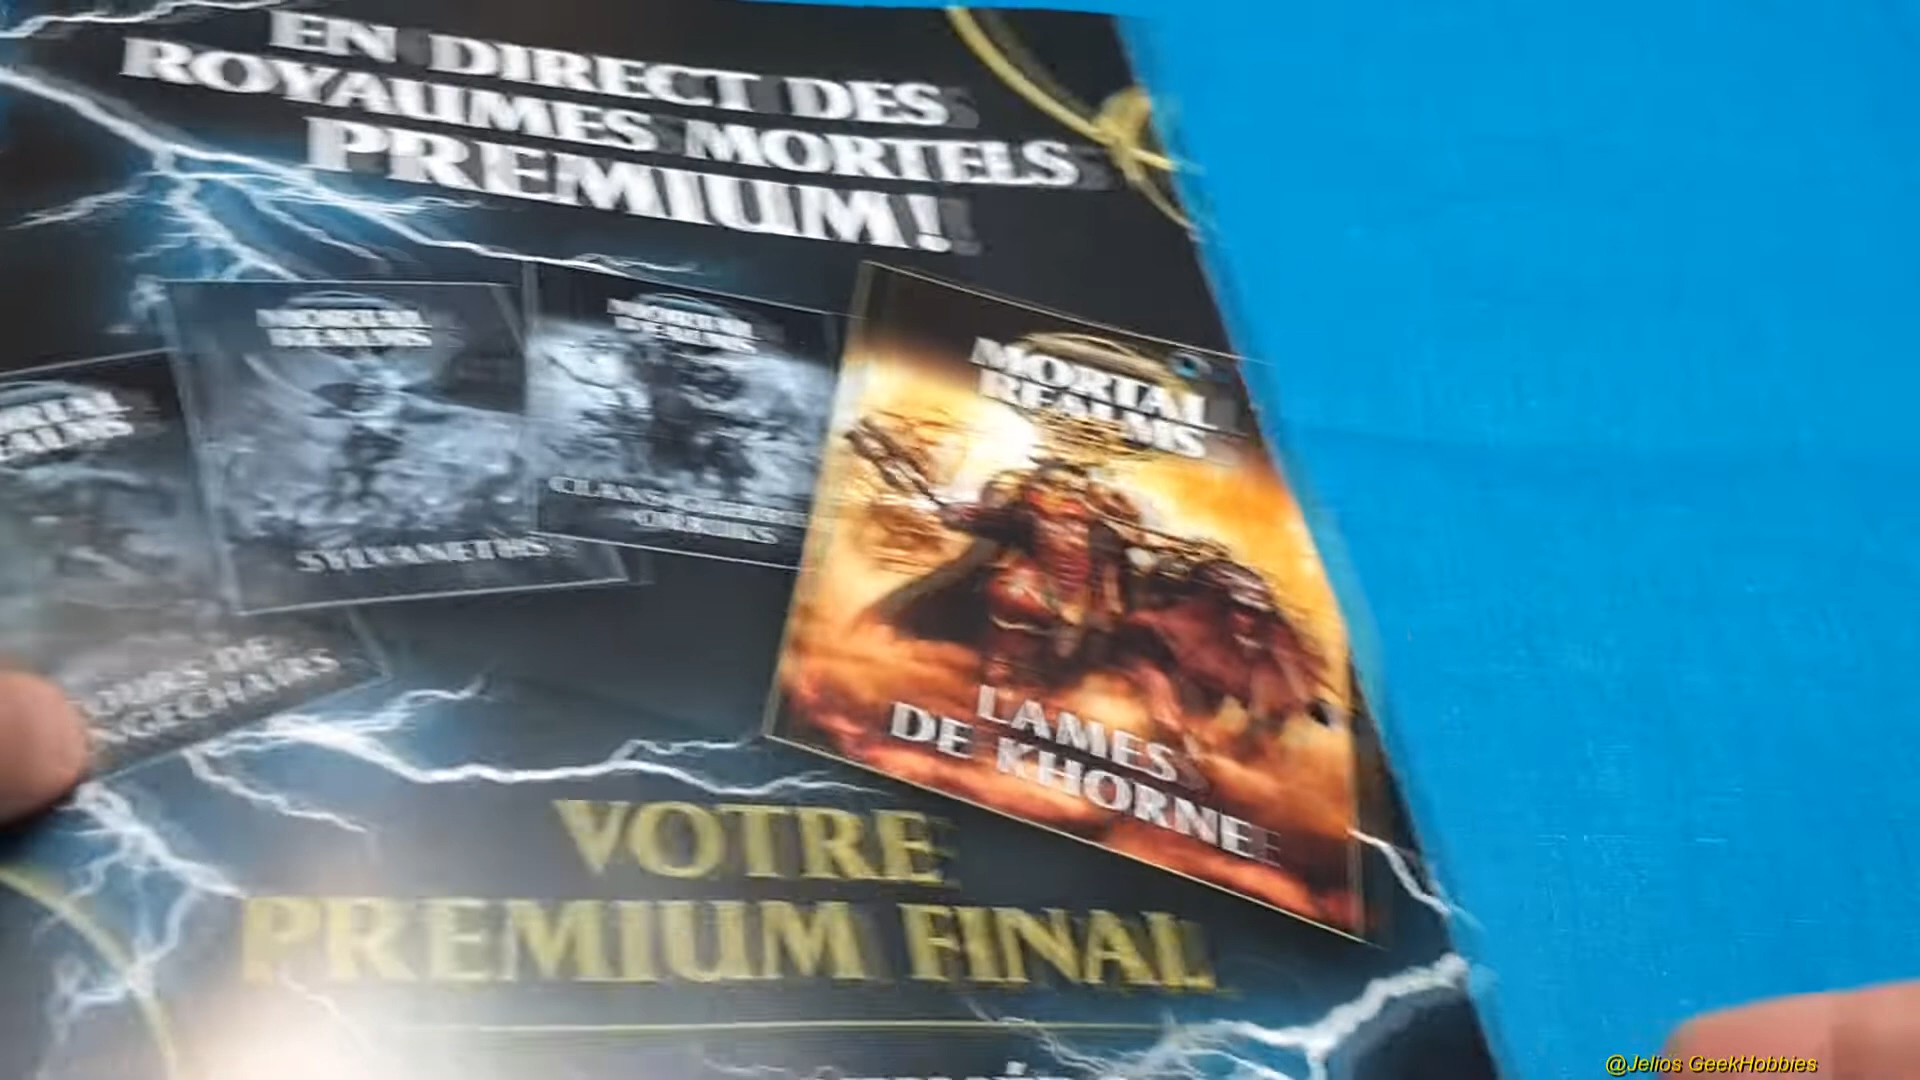 EN DIRECT DES
ROYAUMES MORTELS
PREMIUM!
MORTAL
REALMS
MORTAL
REALMS
MORTAL
REALMS
SYLVANETHS
ORRUKS
LAMES
DE KHORNE
VOTRE
PREMIUM FINAL
@Jelios GeekHobbies